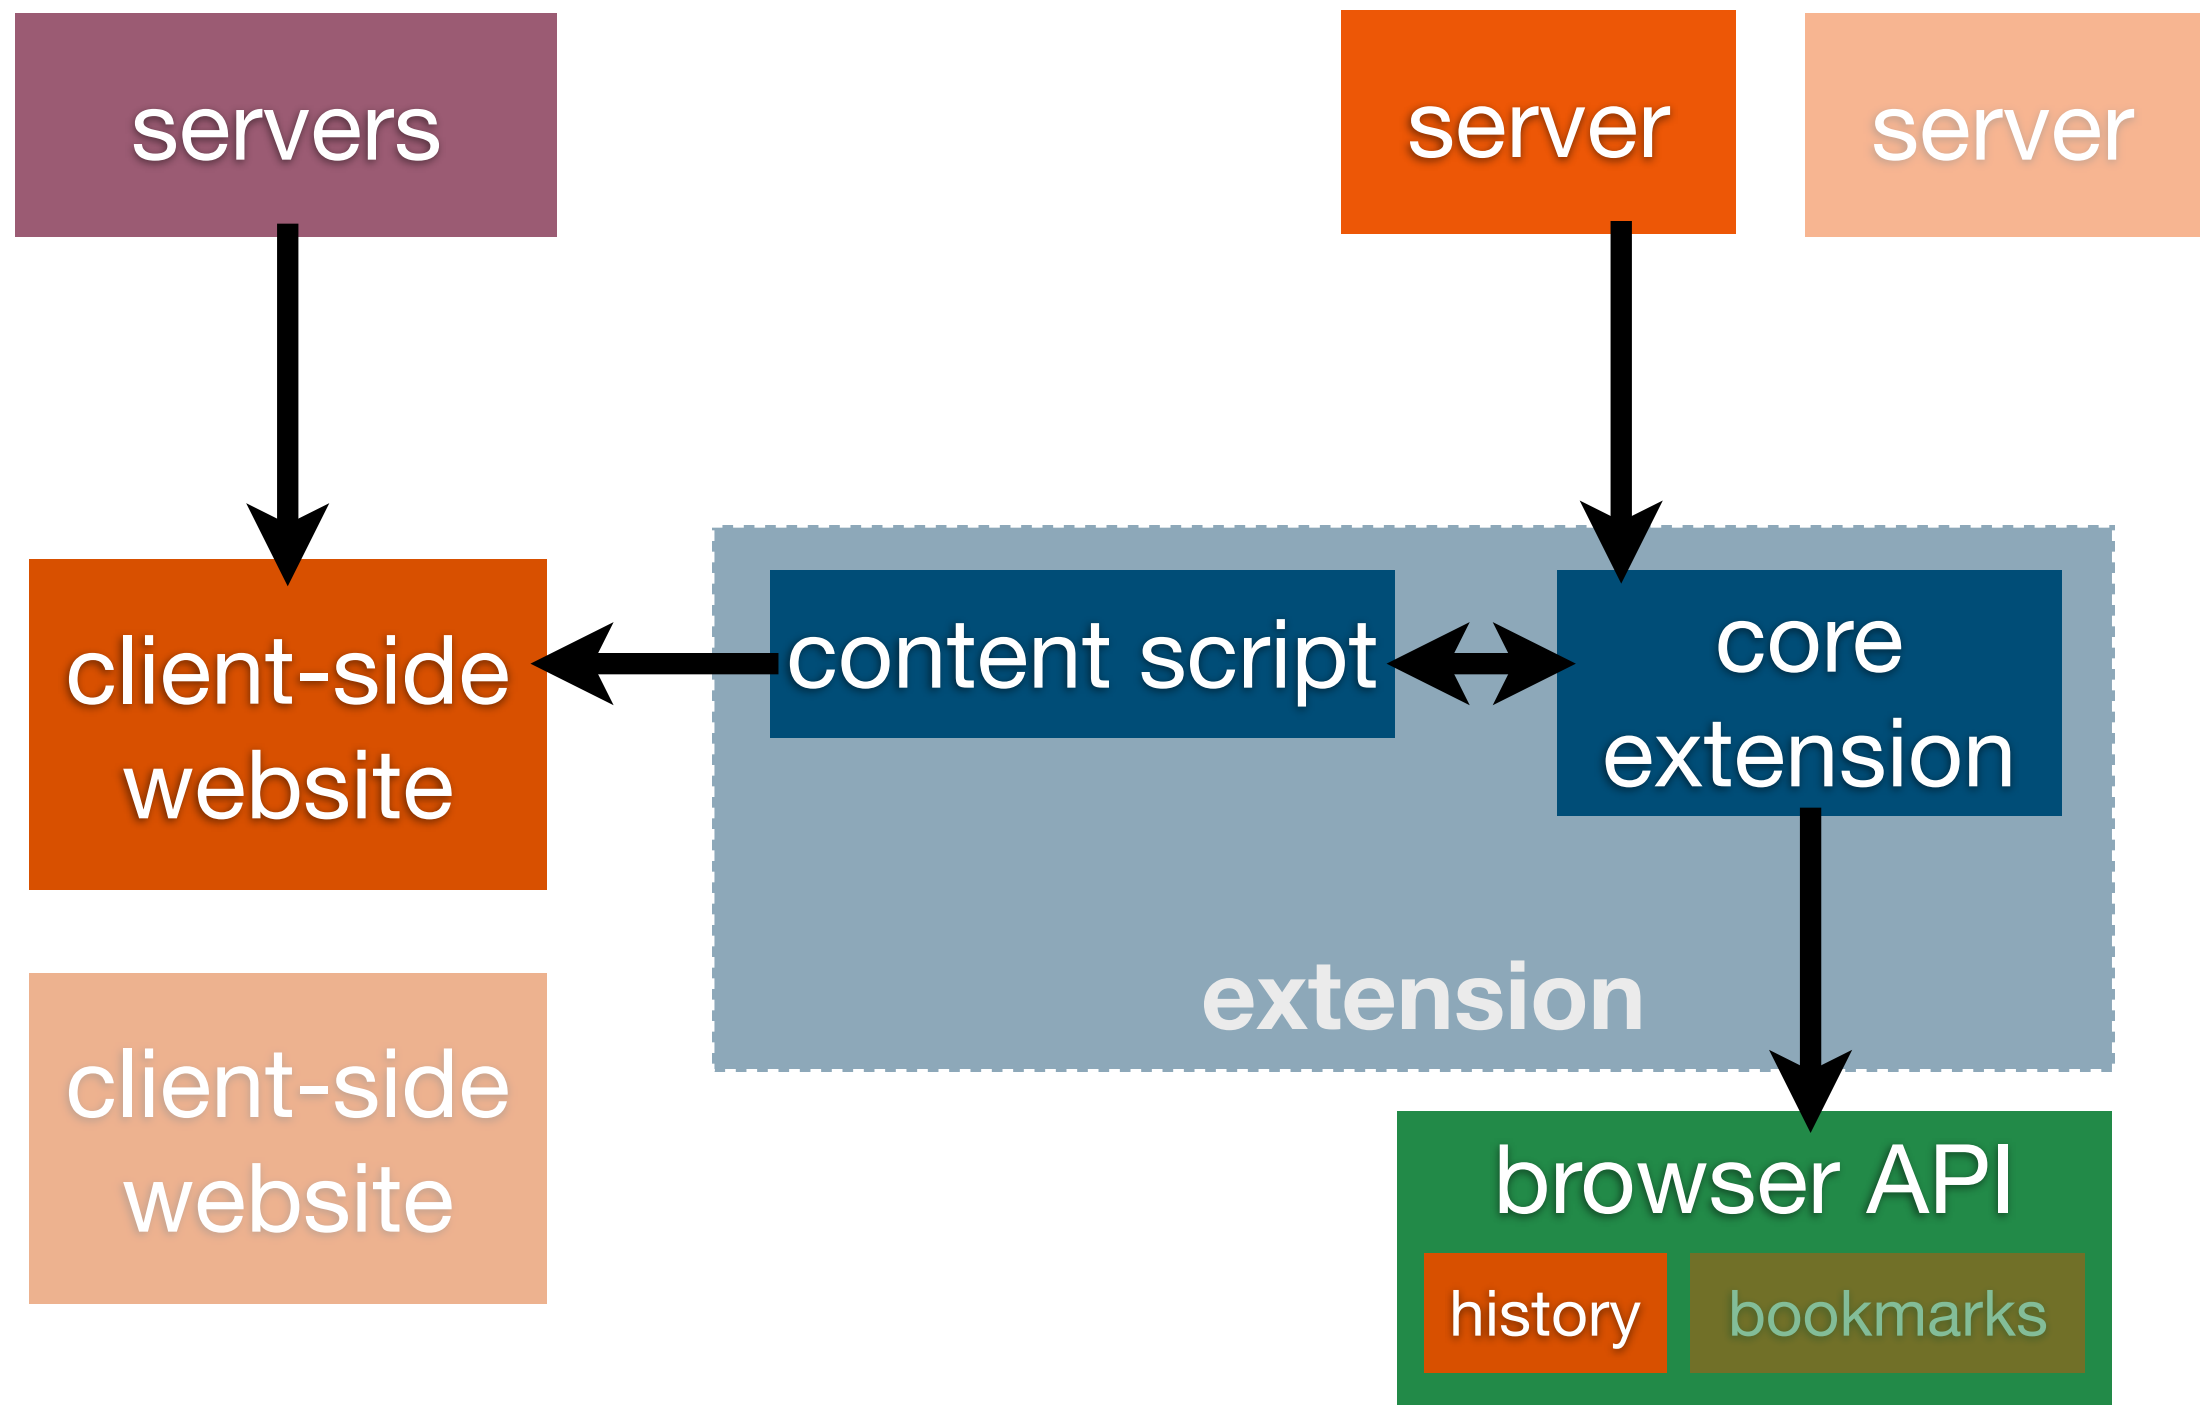 servers
server
server
client-side
website
content script
core
extension
extension
client-side
website
browser API
history
bookmarks